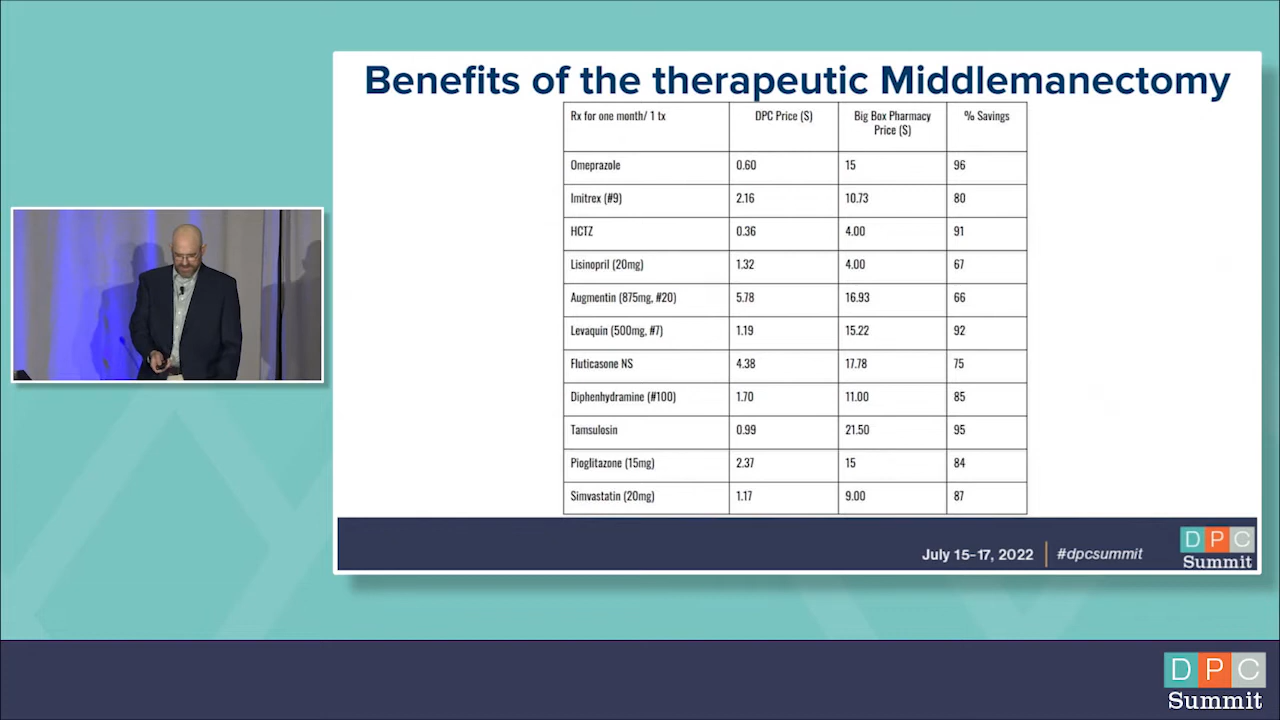 Benefits of the therapeutic Middlemanectomy
Rx for one month/ 1 tx DPC Price ($) Big Box Pharmacy Price ($) % Savings
Omeprazole 0.60 15 96
Imitrex (#9) 2.16 10.73 80
HCTZ 0.36 4.00 91
Lisinopril (20mg) 1.32 4.00 67
Augmentin (875mg, #20) 5.78 16.93 66
Levaquin (500mg, #7) 1.19 15.22 92
Fluticasone NS 4.38 17.78 75
Diphenhydramine (#100) 1.70 11.00 85
Tamsulosin 0.99 21.50 95
Pioglitazone (15mg) 2.37 15 84
Simvastatin (20mg) 1.17 9.00 87
July 15-17, 2022 #dpcsummit
DPC
Summit
DPC
Summit